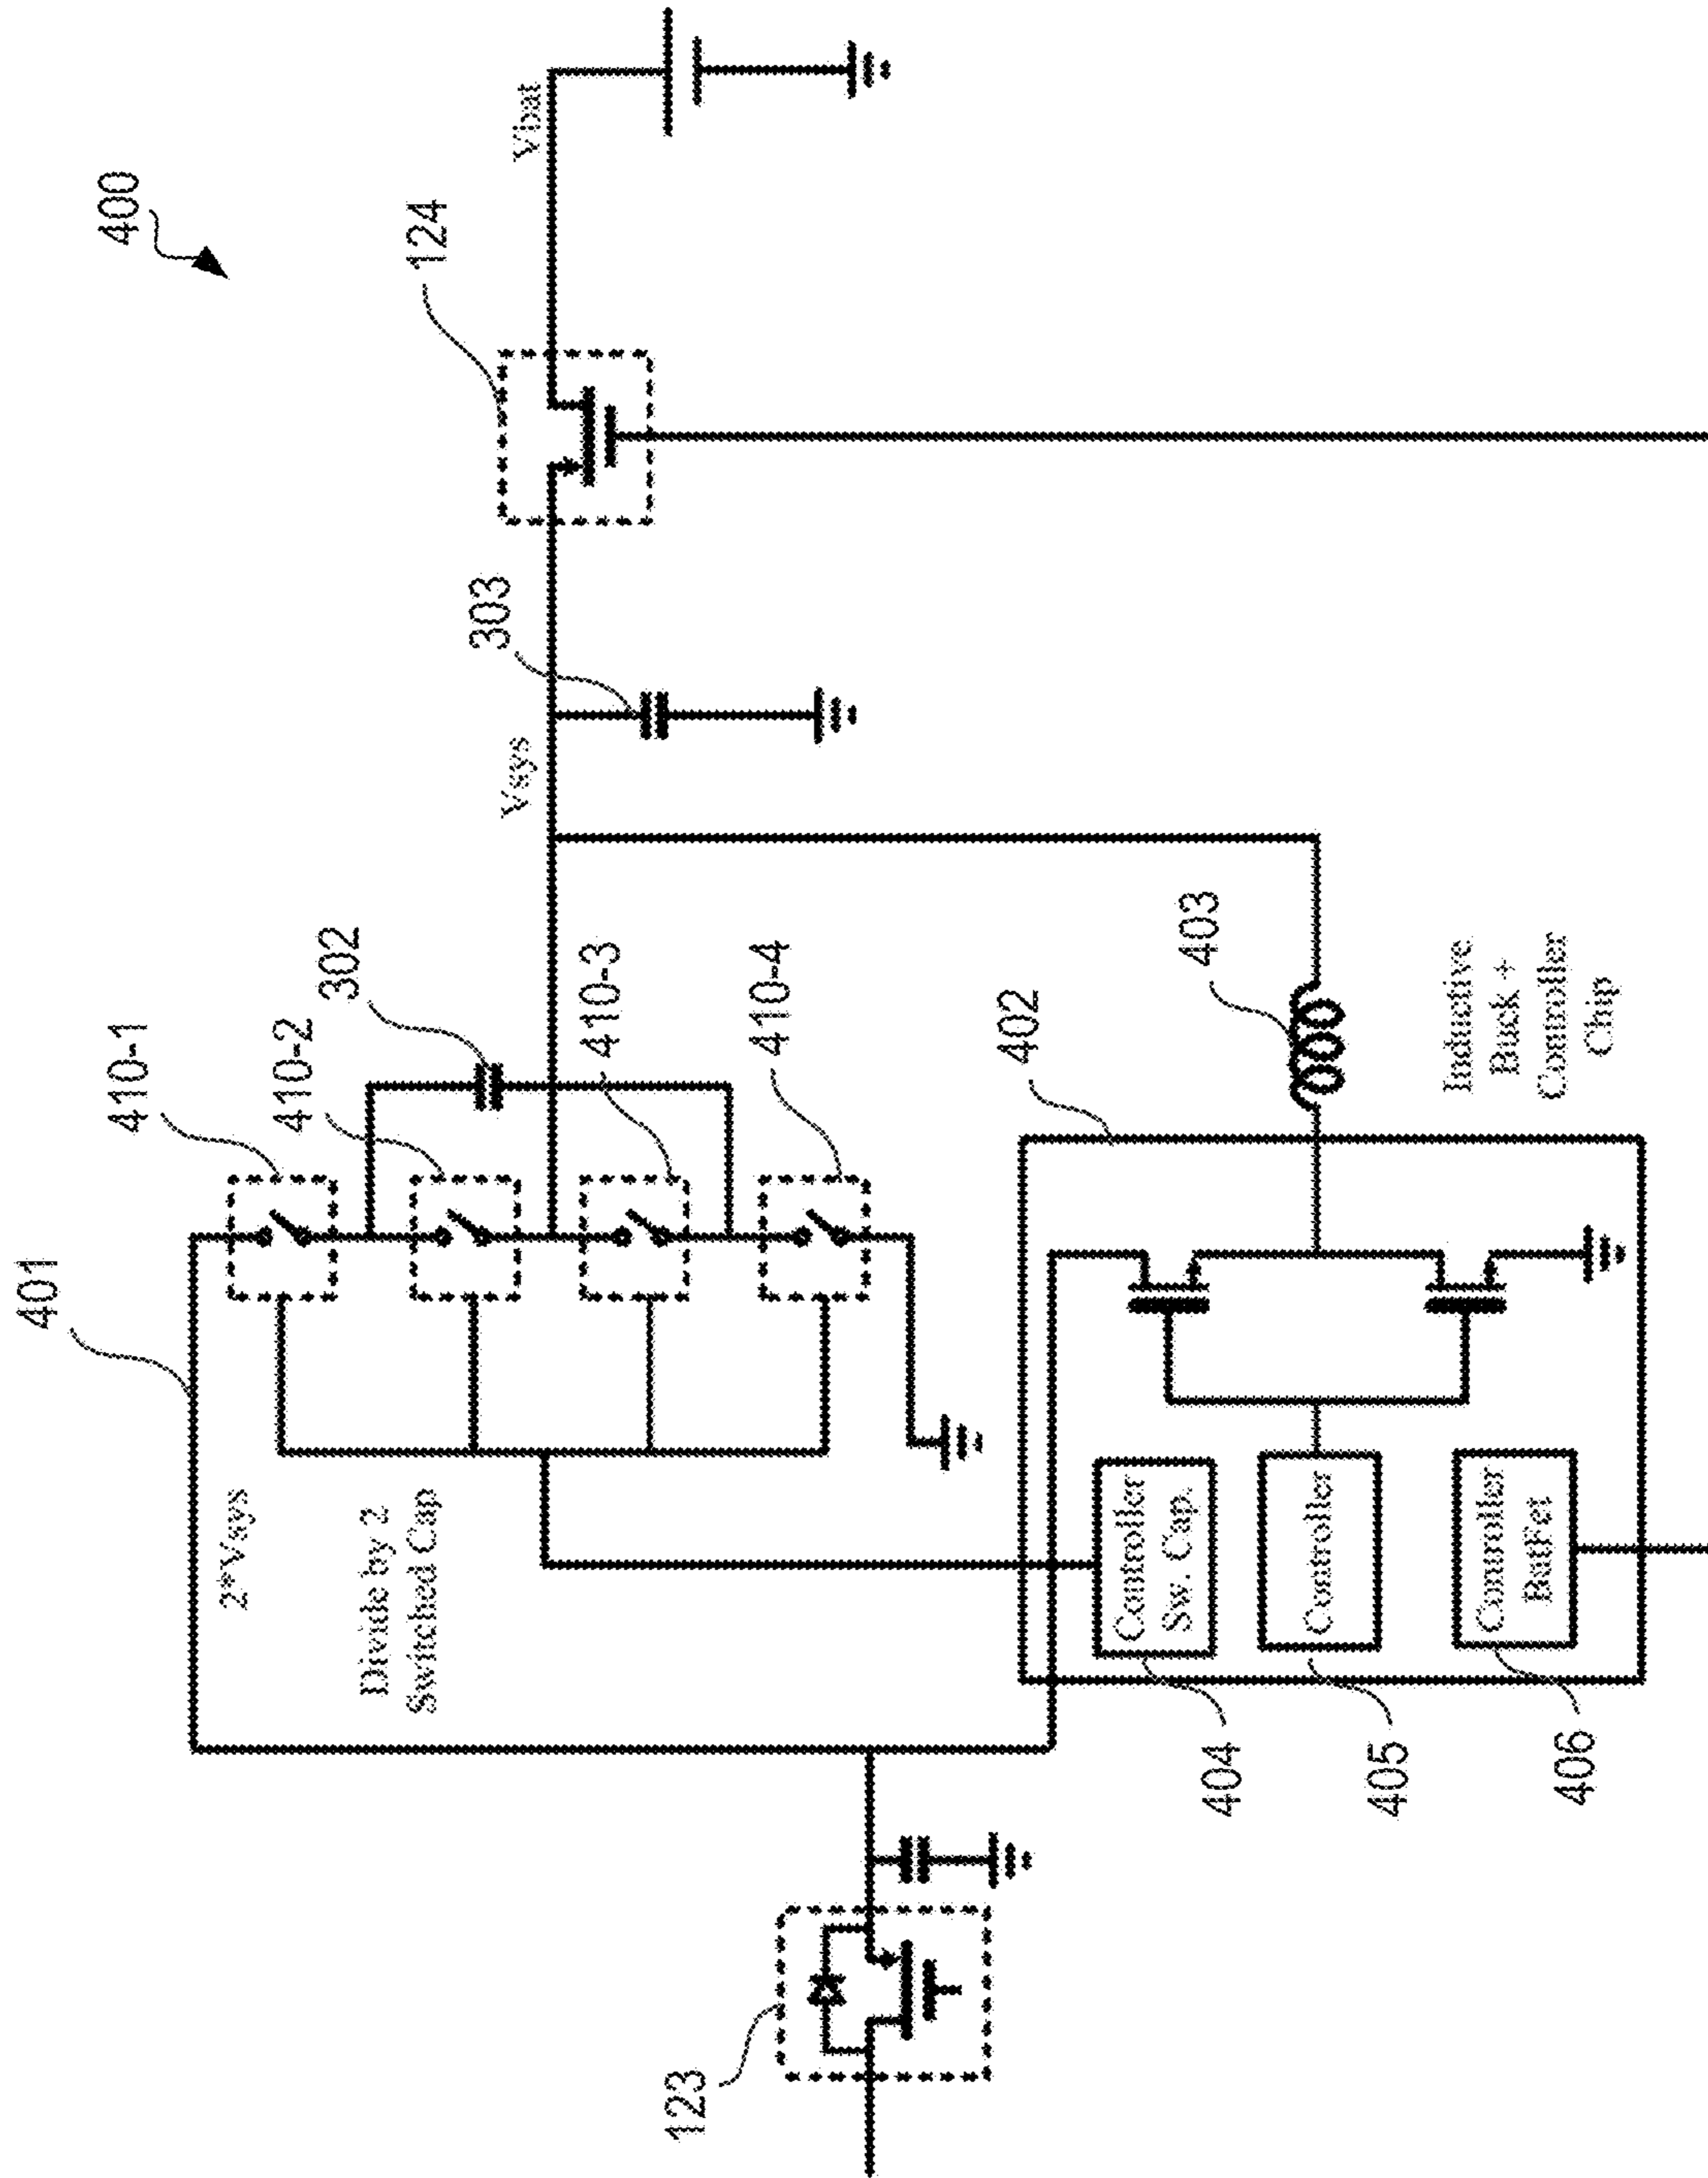 400
401
410-1
410-2
302
410-3
410-4
303
124
Vbat
Vsys
2*Vsys
Divide by 2
Switched Cap
123
402
403
Controller
Sw. Cap.
Controller
Controller
BatFet
404
405
406
Inductive
Buck +
Controller
Chip